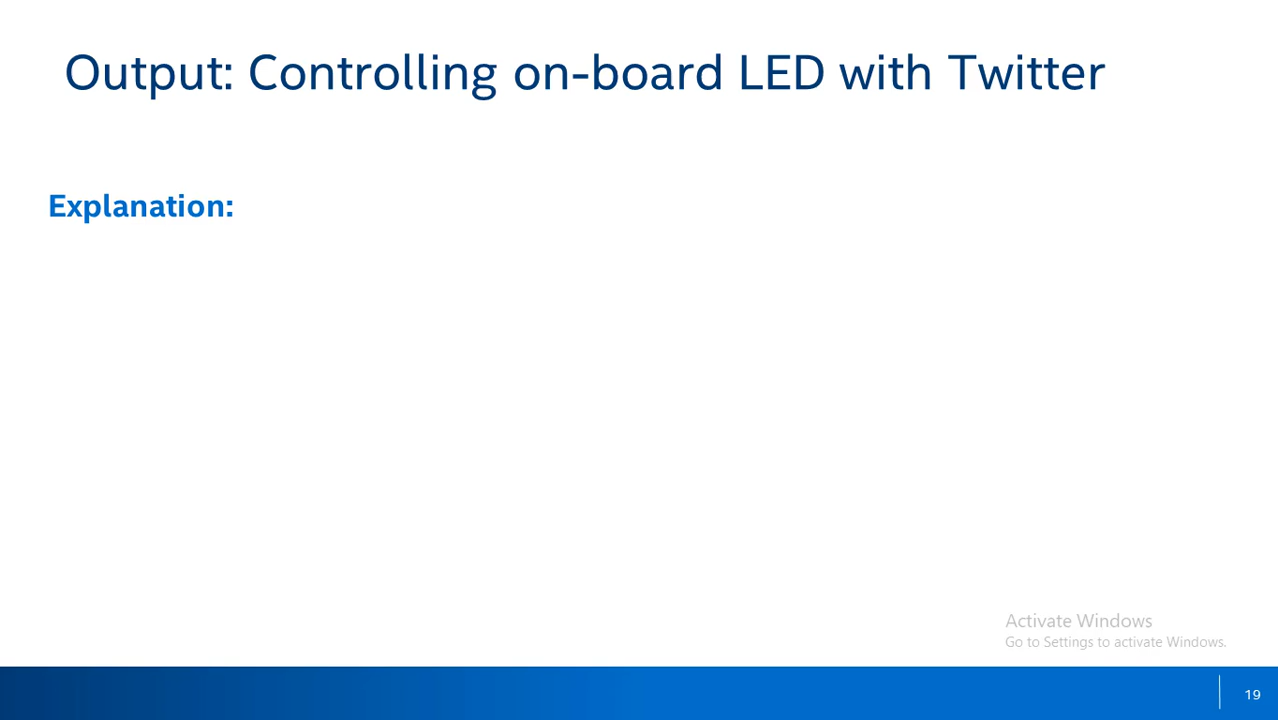 Output: Controlling on-board LED with Twitter
Explanation:
Activate Windows
Go to Settings to activate Windows.
19